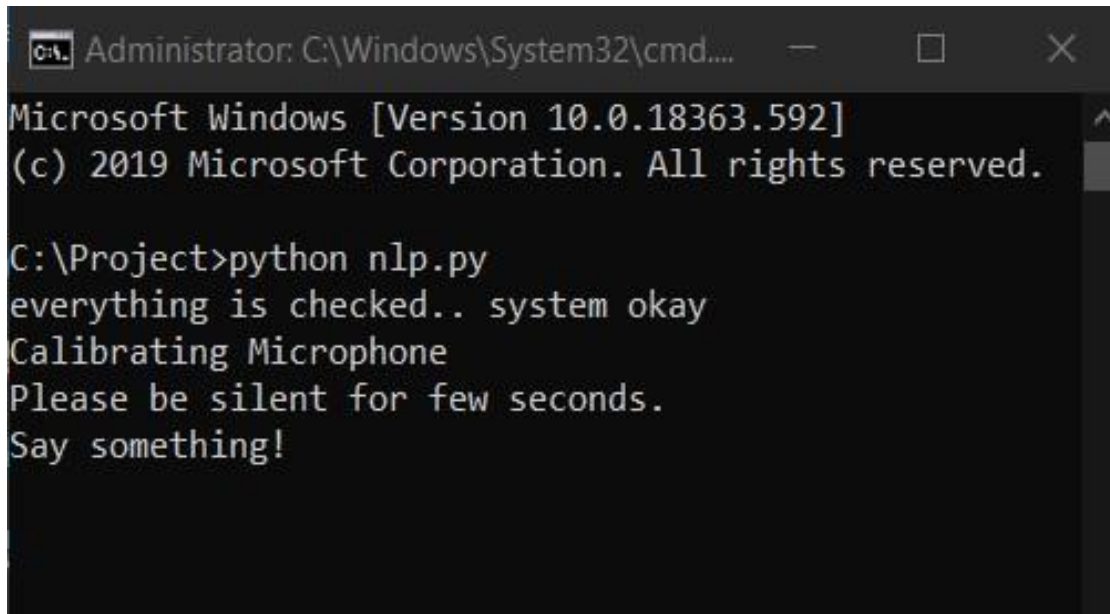 Administrator: C:\Windows\System32\cmd....
Microsoft Windows [Version 10.0.18363.592]
(c) 2019 Microsoft Corporation. All rights reserved.
C:\Project>python nlp.py
everything is checked.. system okay
Calibrating Microphone
Please be silent for few seconds.
Say something!